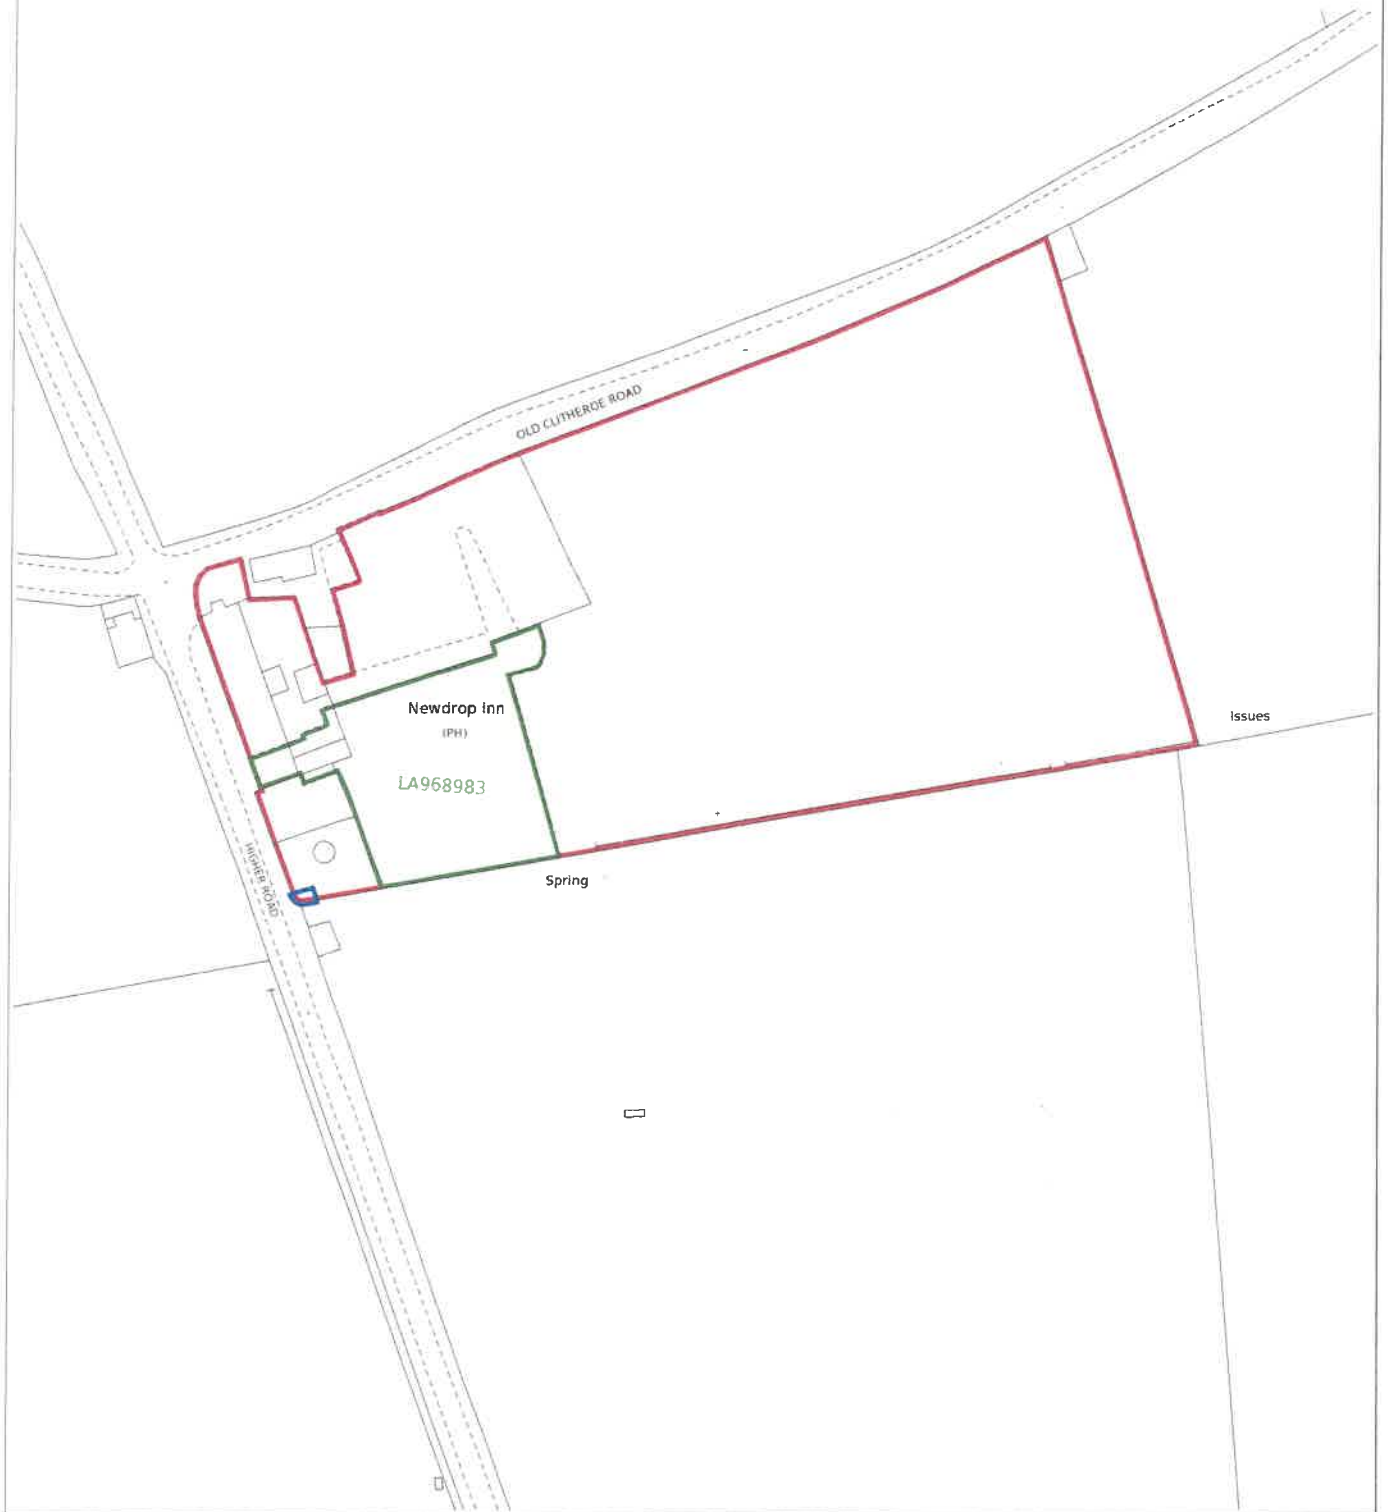 OLD CLITHEROE ROAD
Issues
Newdrop Inn
(PH)
LA968983
HIGHER ROAD
Spring